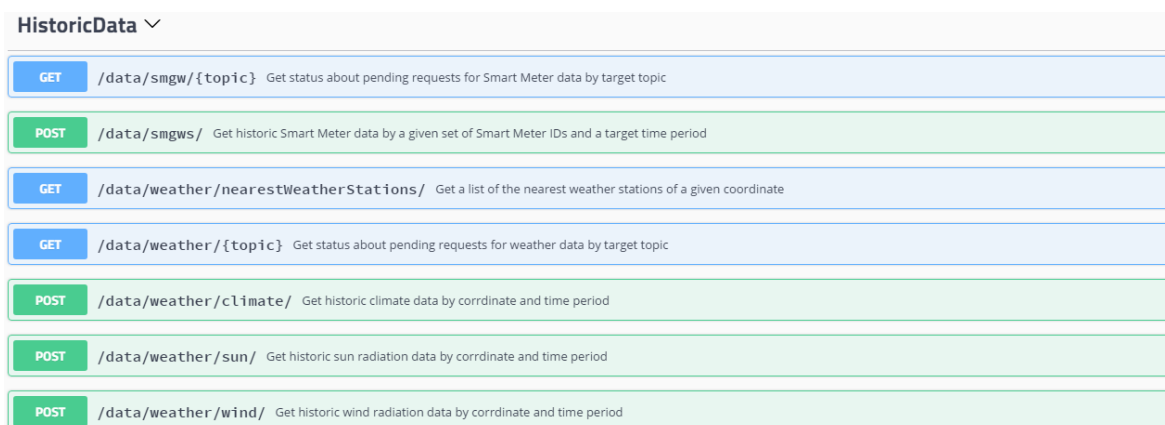 HistoricData
GET /data/smgw/{topic} Get status about pending requests for Smart Meter data by target topic
POST /data/smgws/ Get historic Smart Meter data by a given set of Smart Meter IDs and a target time period
GET /data/weather/nearestWeatherStations/ Get a list of the nearest weather stations of a given coordinate
GET /data/weather/{topic} Get status about pending requests for weather data by target topic
POST /data/weather/climate/ Get historic climate data by corrdinate and time period
POST /data/weather/sun/ Get historic sun radiation data by corrdinate and time period
POST /data/weather/wind/ Get historic wind radiation data by corrdinate and time period